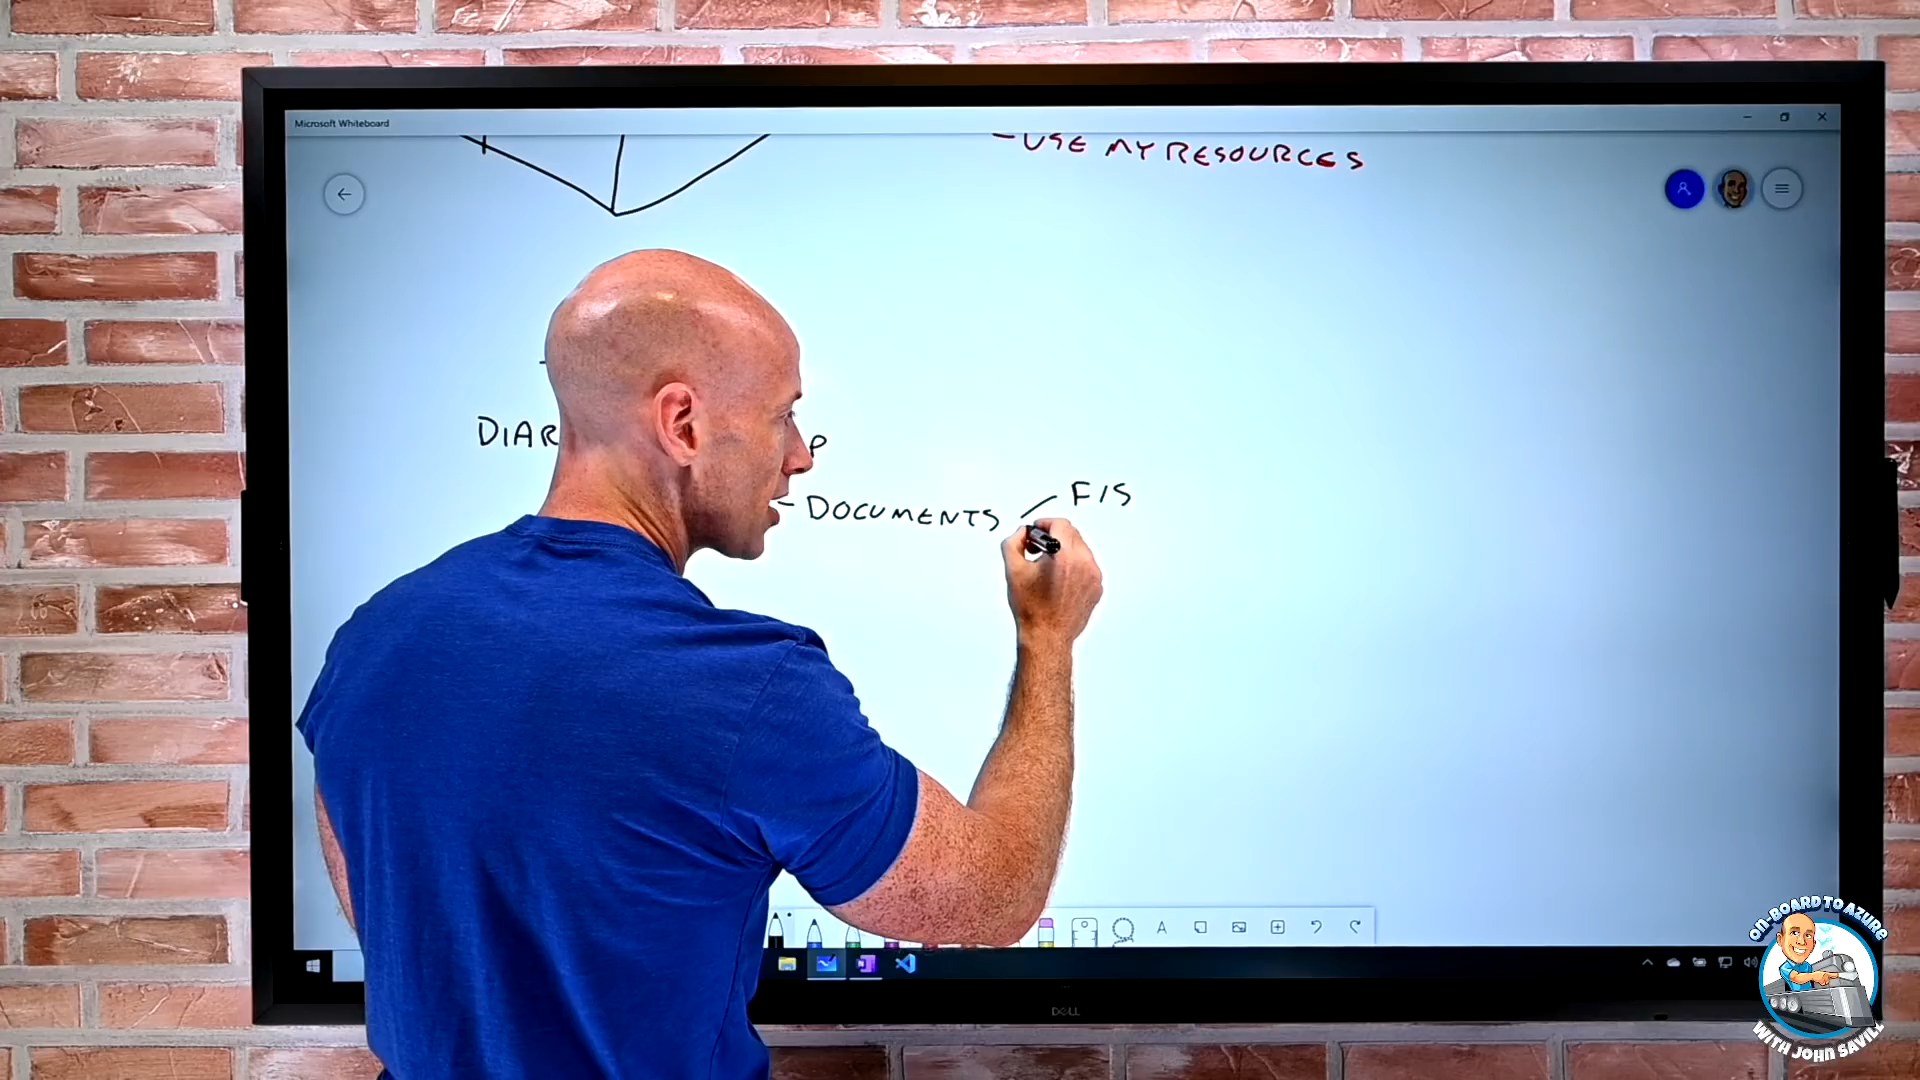 Microsoft Whiteboard
- USE MY RESOURCES
DIAR
P
- DOCUMENTS
F/S
DELL
ON-BOARD TO AZURE
WITH JOHN SAVILL